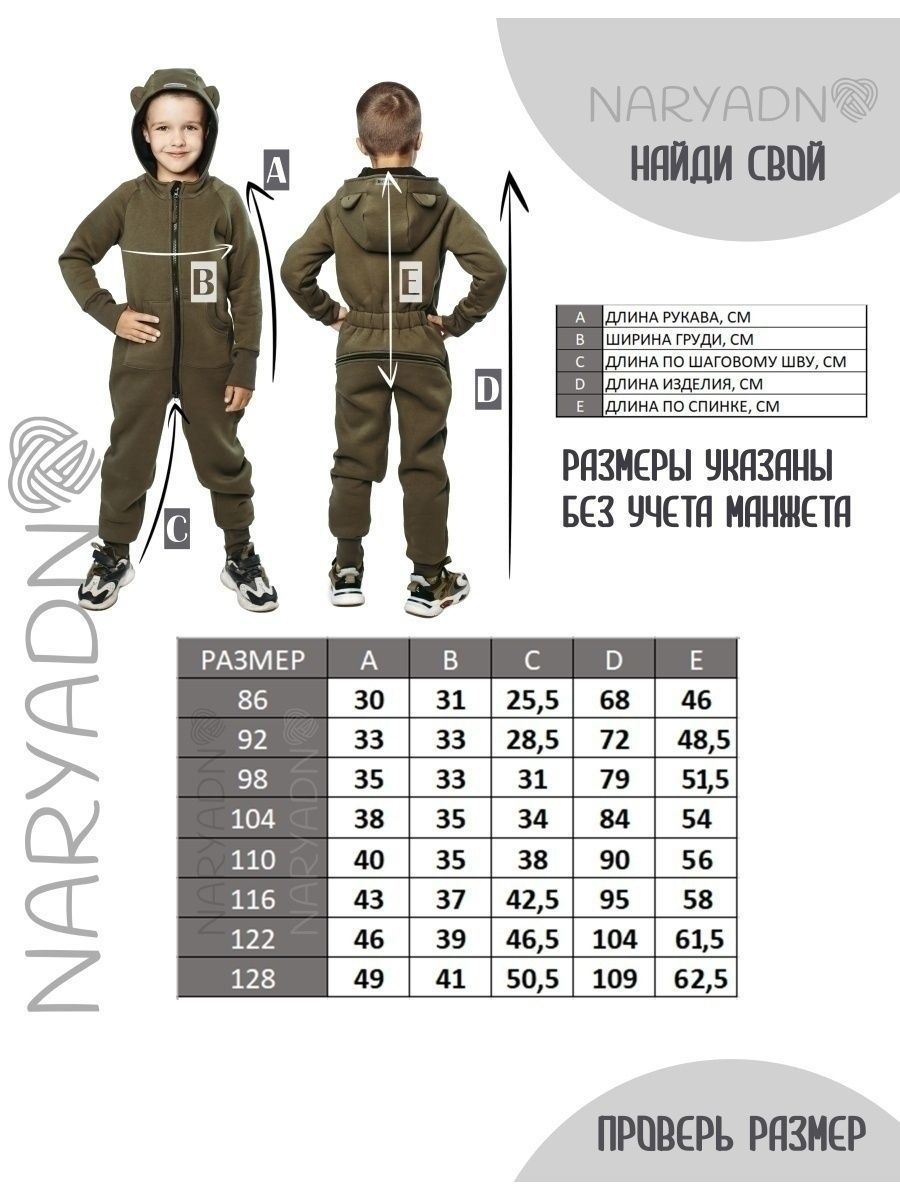 NARYADNO
НАЙДИ СВОЙ
A
B
C
D
E
A ДЛИНА РУКАВА, СМ
B ШИРИНА ГРУДИ, СМ
C ДЛИНА ПО ШАГОВОМУ ШВУ, СМ
D ДЛИНА ИЗДЕЛИЯ, СМ
E ДЛИНА ПО СПИНКЕ, СМ
РАЗМЕРЫ УКАЗАНЫ
БЕЗ УЧЕТА МАНЖЕТА
NARYADNO
РАЗМЕР A B C D E
86 30 31 25,5 68 46
92 33 33 28,5 72 48,5
98 35 33 31 79 51,5
104 38 35 34 84 54
110 40 35 38 90 56
116 43 37 42,5 95 58
122 46 39 46,5 104 61,5
128 49 41 50,5 109 62,5
NARYADNO
NARYADNO
ПРОВЕРЬ РАЗМЕР